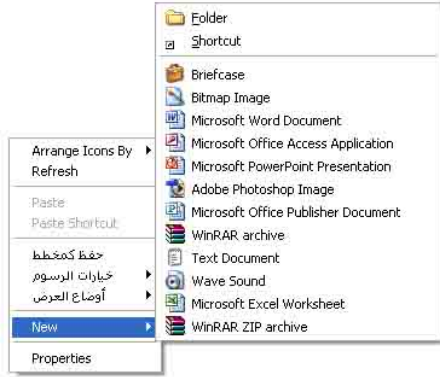 Arrange Icons By
Refresh
Paste
Paste Shortcut
حفظ كمخطط
خيارات الرسوم
أوضاع العرض
New
Properties
Folder
Shortcut
Briefcase
Bitmap Image
Microsoft Word Document
Microsoft Office Access Application
Microsoft PowerPoint Presentation
Adobe Photoshop Image
Microsoft Office Publisher Document
WinRAR archive
Text Document
Wave Sound
Microsoft Excel Worksheet
WinRAR ZIP archive